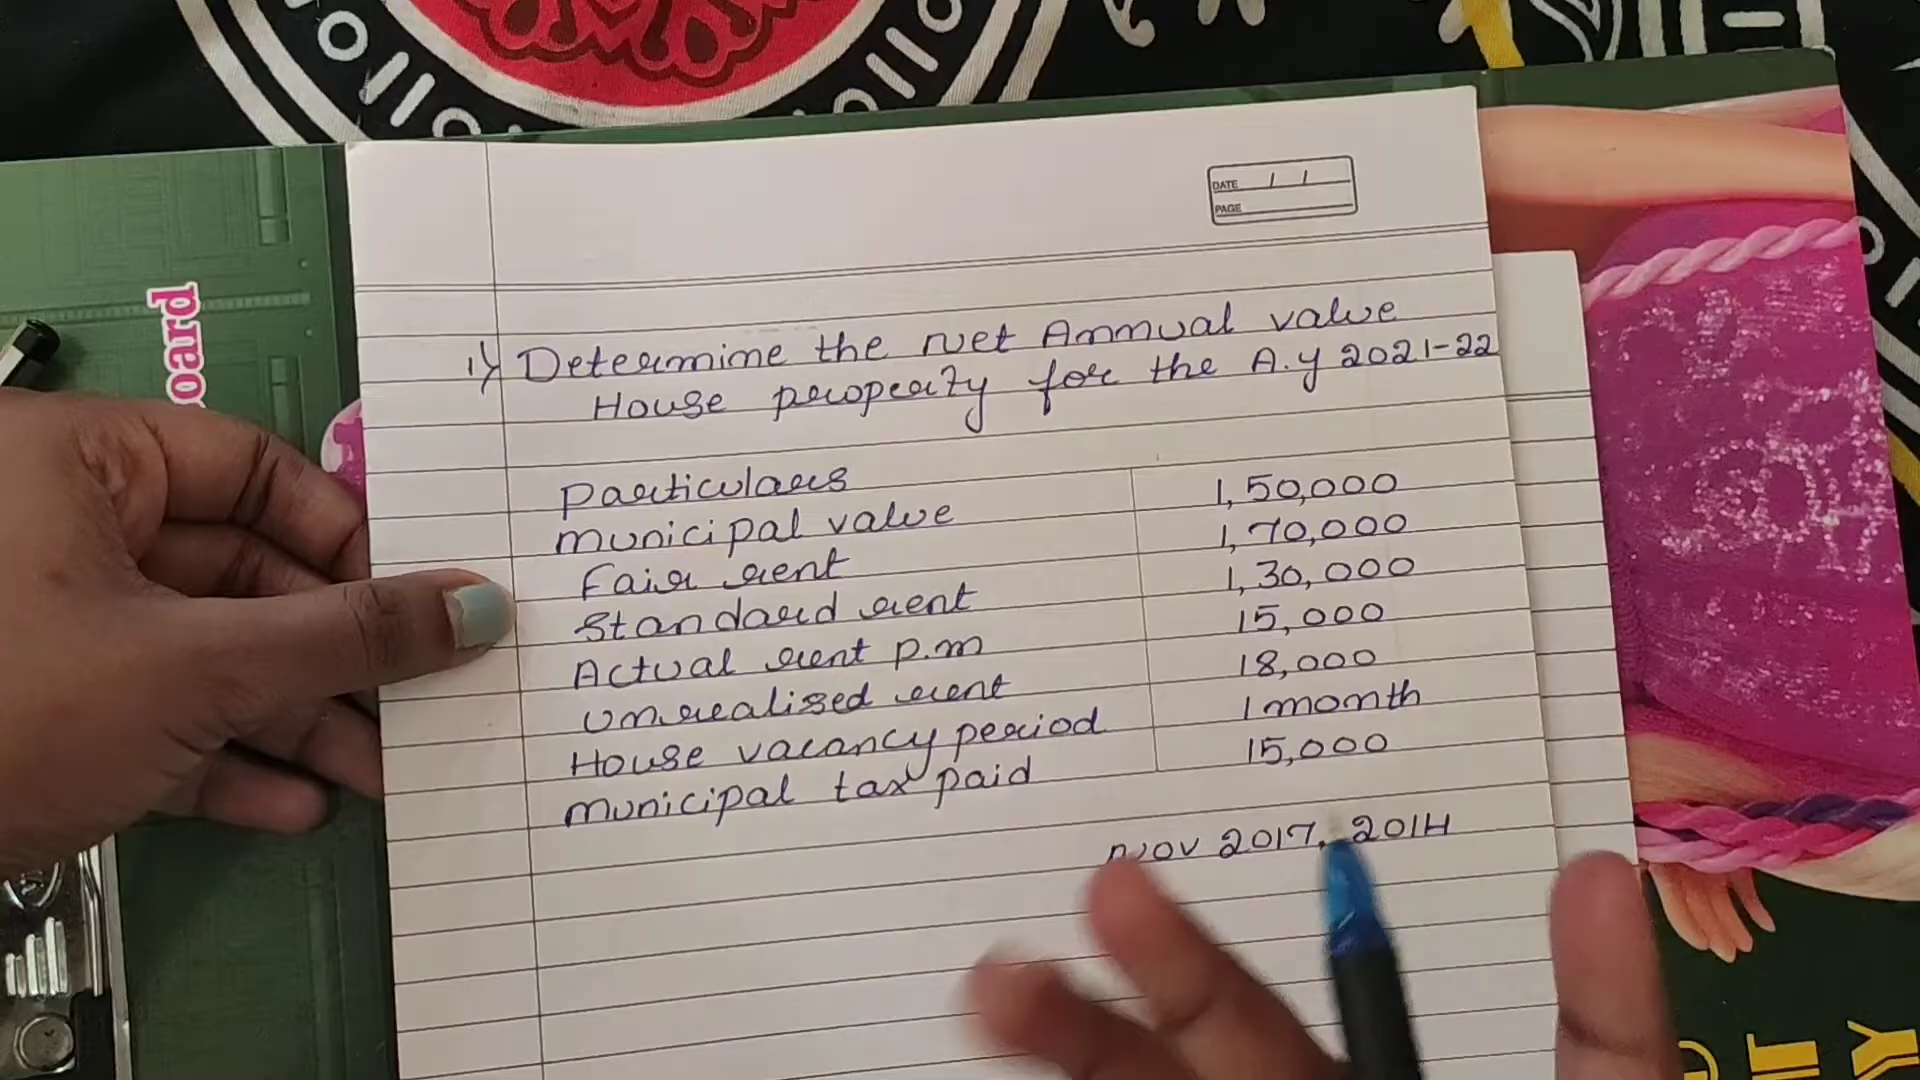 oard
DATE / /
PAGE
1) Determine the Net Annual value
House property for the A.y 2021-22
particulars
municipal value 1,50,000
Fair rent 1,70,000
Standard rent 1,30,000
Actual rent p.m 15,000
unrealised rent 18,000
House vacancy period 1 month
municipal tax paid 15,000
NOV 2017, 2014